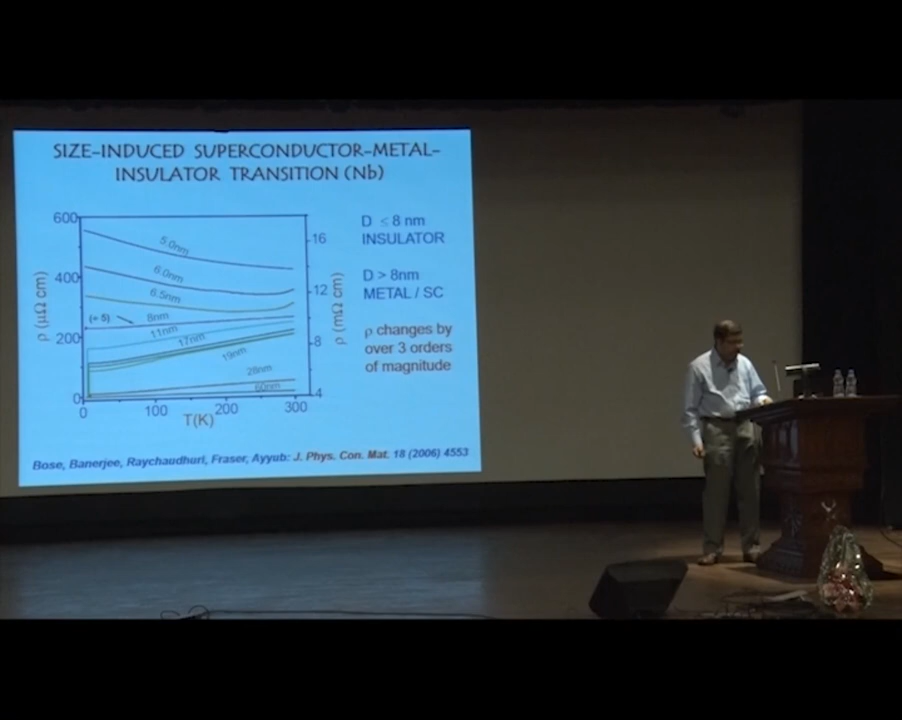 SIZE-INDUCED SUPERCONDUCTOR-METAL-
INSULATOR TRANSITION (Nb)
600
400
200
0
ρ (μΩ cm)
0
100
200
300
T(K)
16
12
8
4
ρ (mΩ cm)
5.0nm
6.0nm
6.5nm
(÷ 5)
8nm
11nm
17nm
19nm
28nm
60nm
D ≤ 8 nm
INSULATOR
D > 8nm
METAL / SC
ρ changes by
over 3 orders
of magnitude
Bose, Banerjee, Raychaudhuri, Fraser, Ayyub: J. Phys. Con. Mat. 18 (2006) 4553